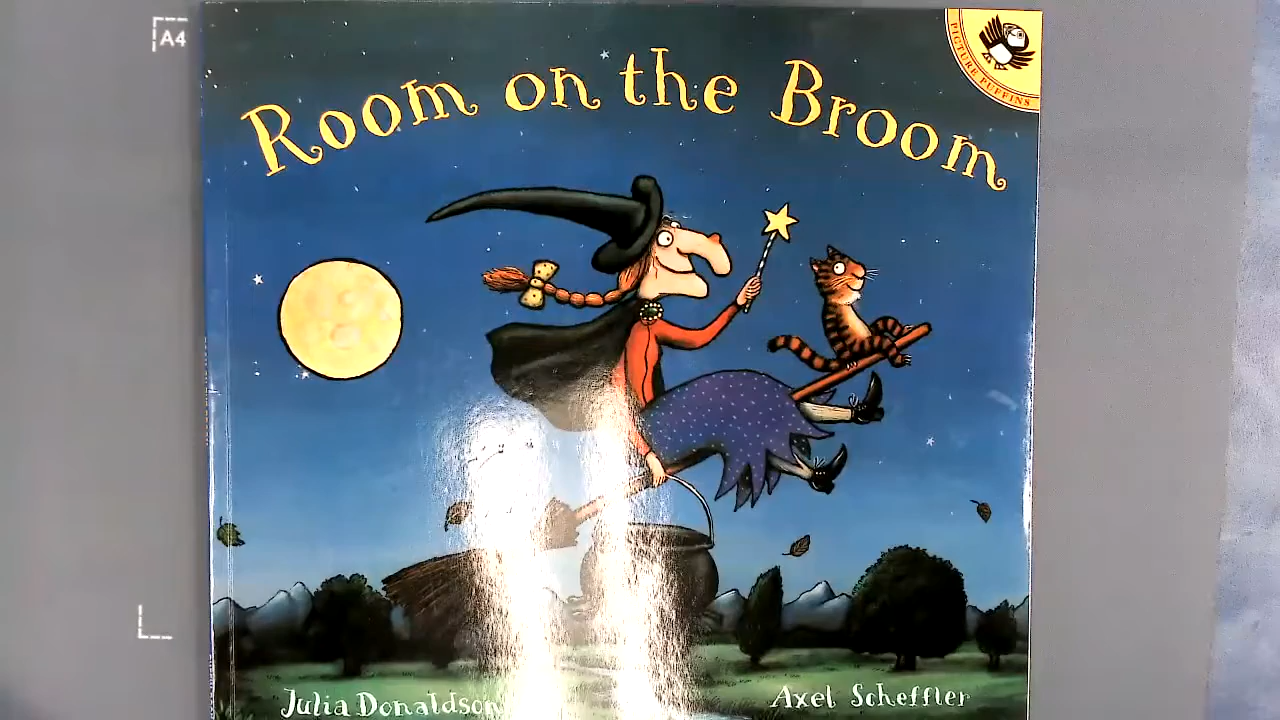 A4
PICTURE PUFFINS
Room on the Broom
Julia Donaldson
Axel Scheffler